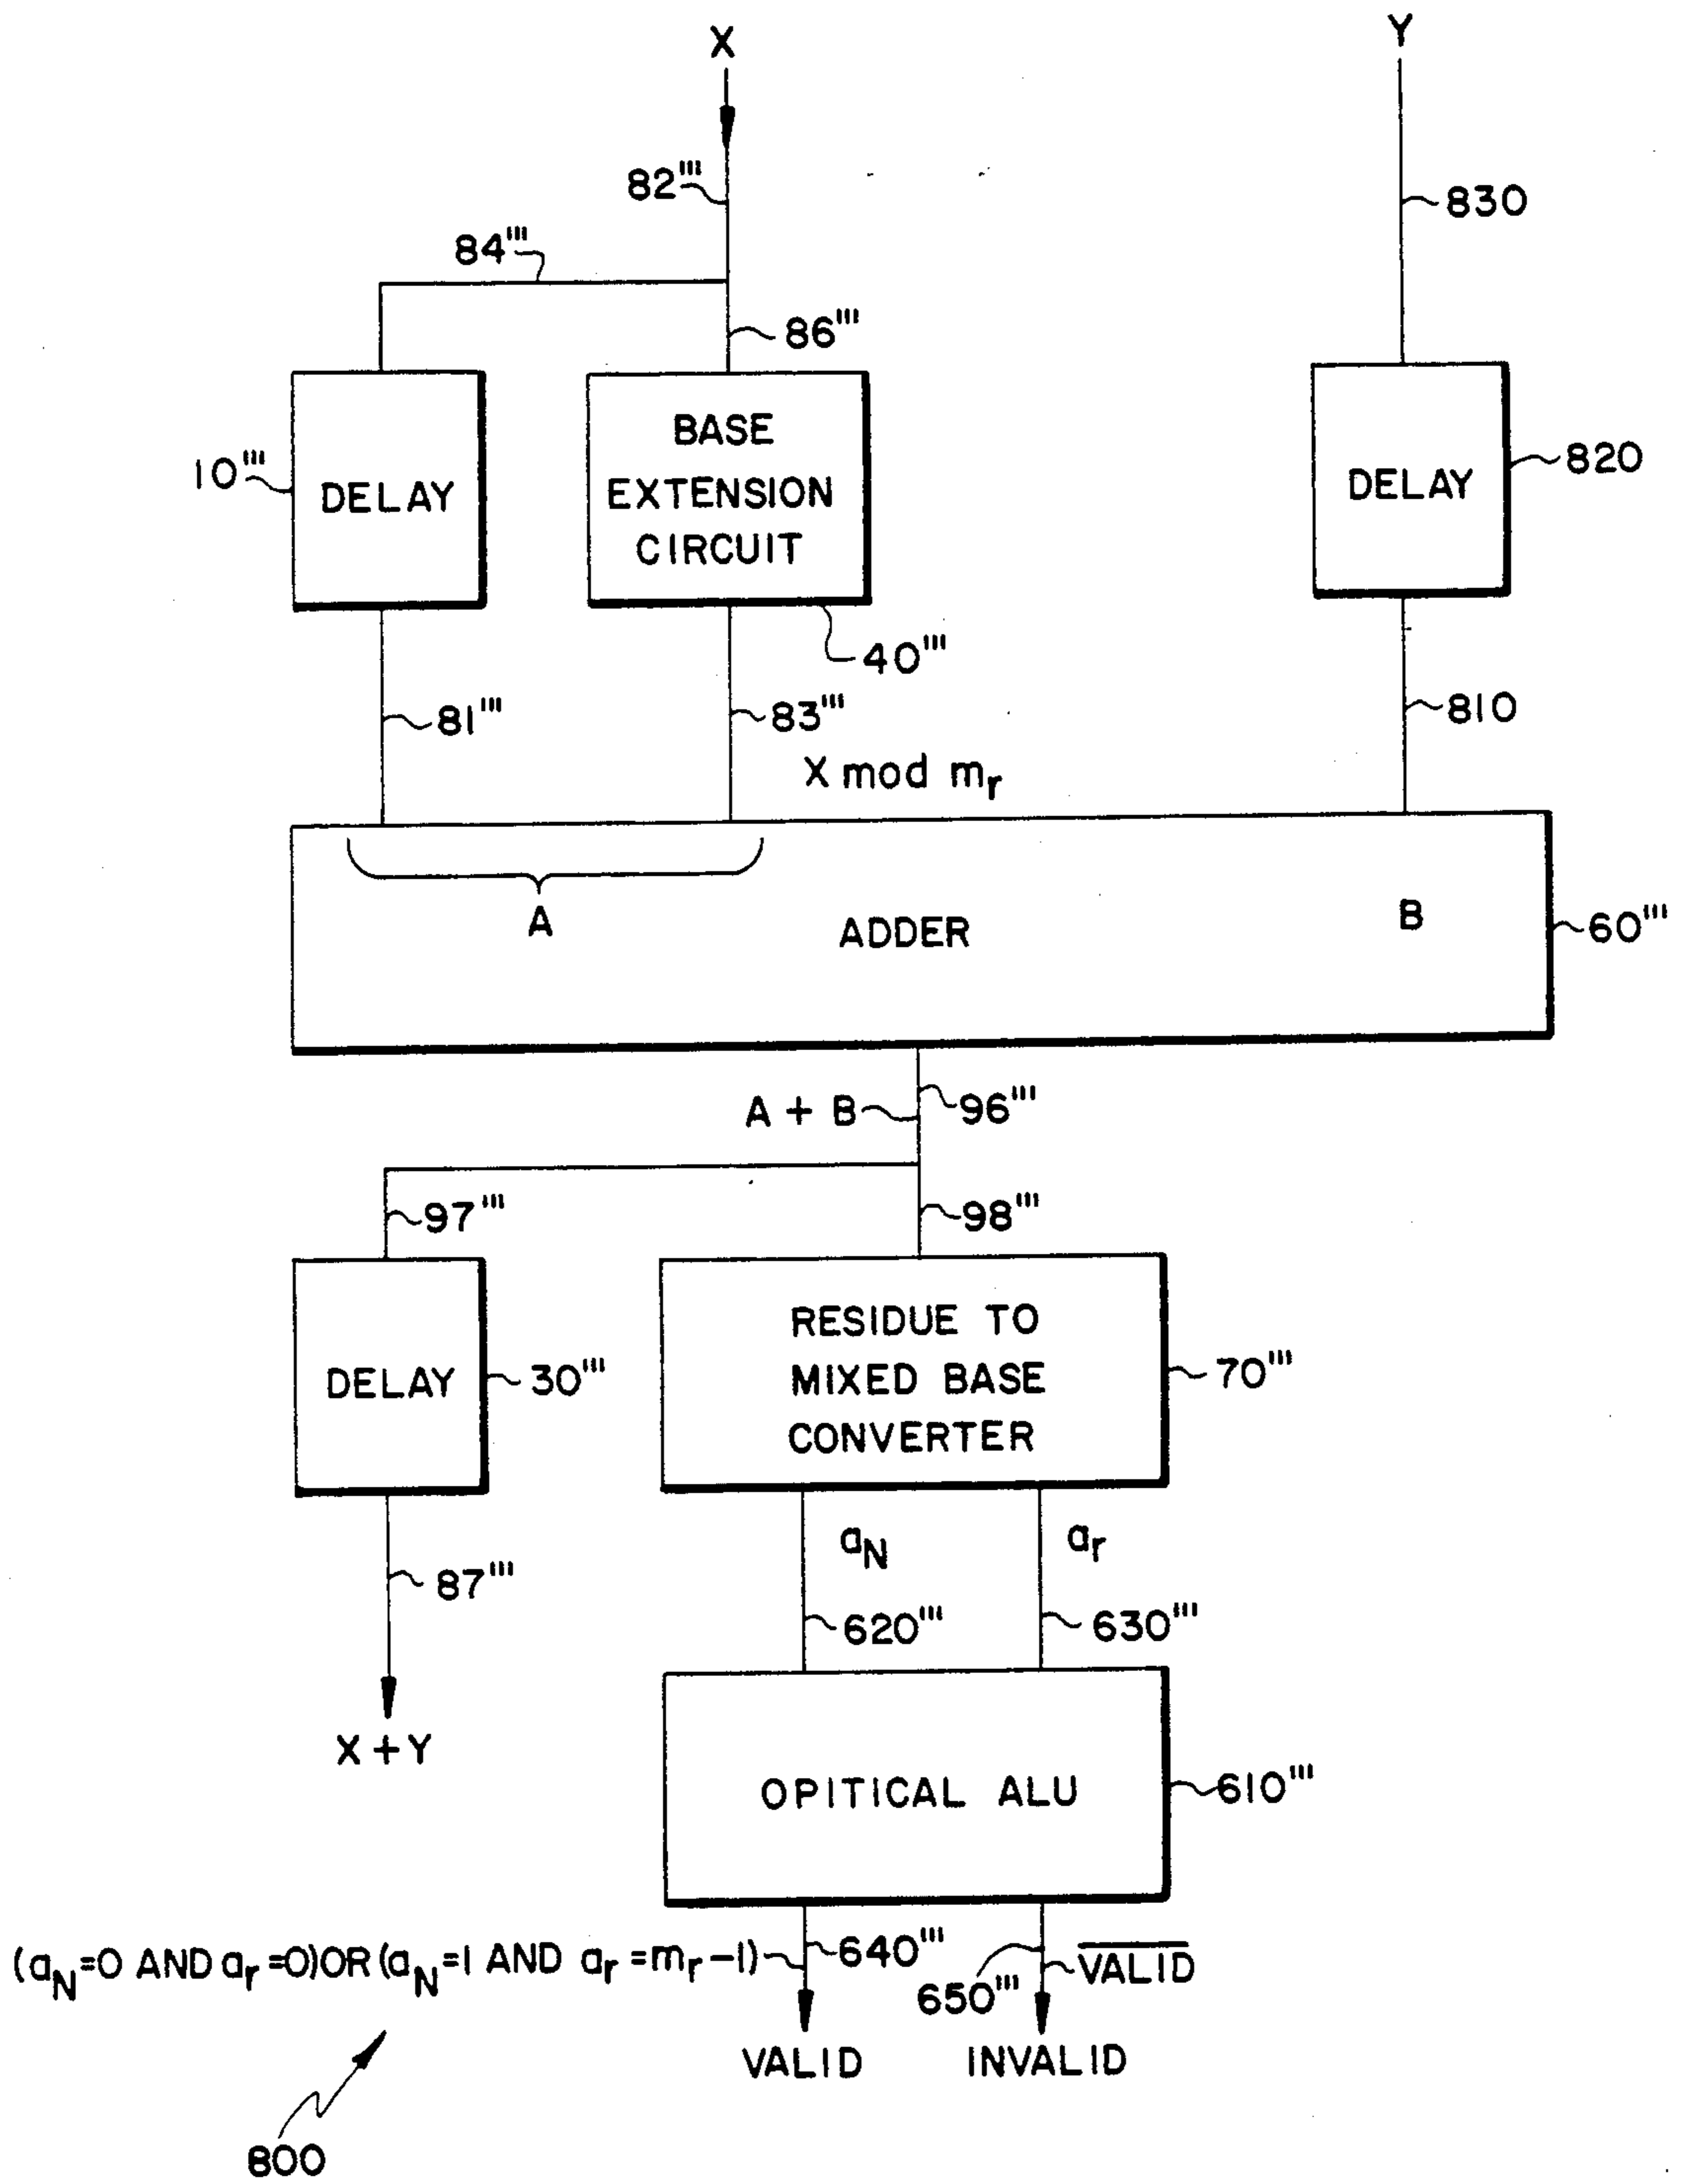 X
Y
82'''
830
84'''
86'''
10'''
DELAY
BASE
EXTENSION
CIRCUIT
DELAY
820
40'''
81'''
83'''
810
X mod mr
A
ADDER
B
60'''
A + B
96'''
97'''
98'''
DELAY
30'''
RESIDUE TO
MIXED BASE
CONVERTER
70'''
aN
ar
87'''
620'''
630'''
X + Y
OPITICAL ALU
610'''
(aN=0 AND ar=0)OR(aN=1 AND ar=mr-1)
640'''
650'''
V̅A̅L̅I̅D̅
VALID
INVALID
800